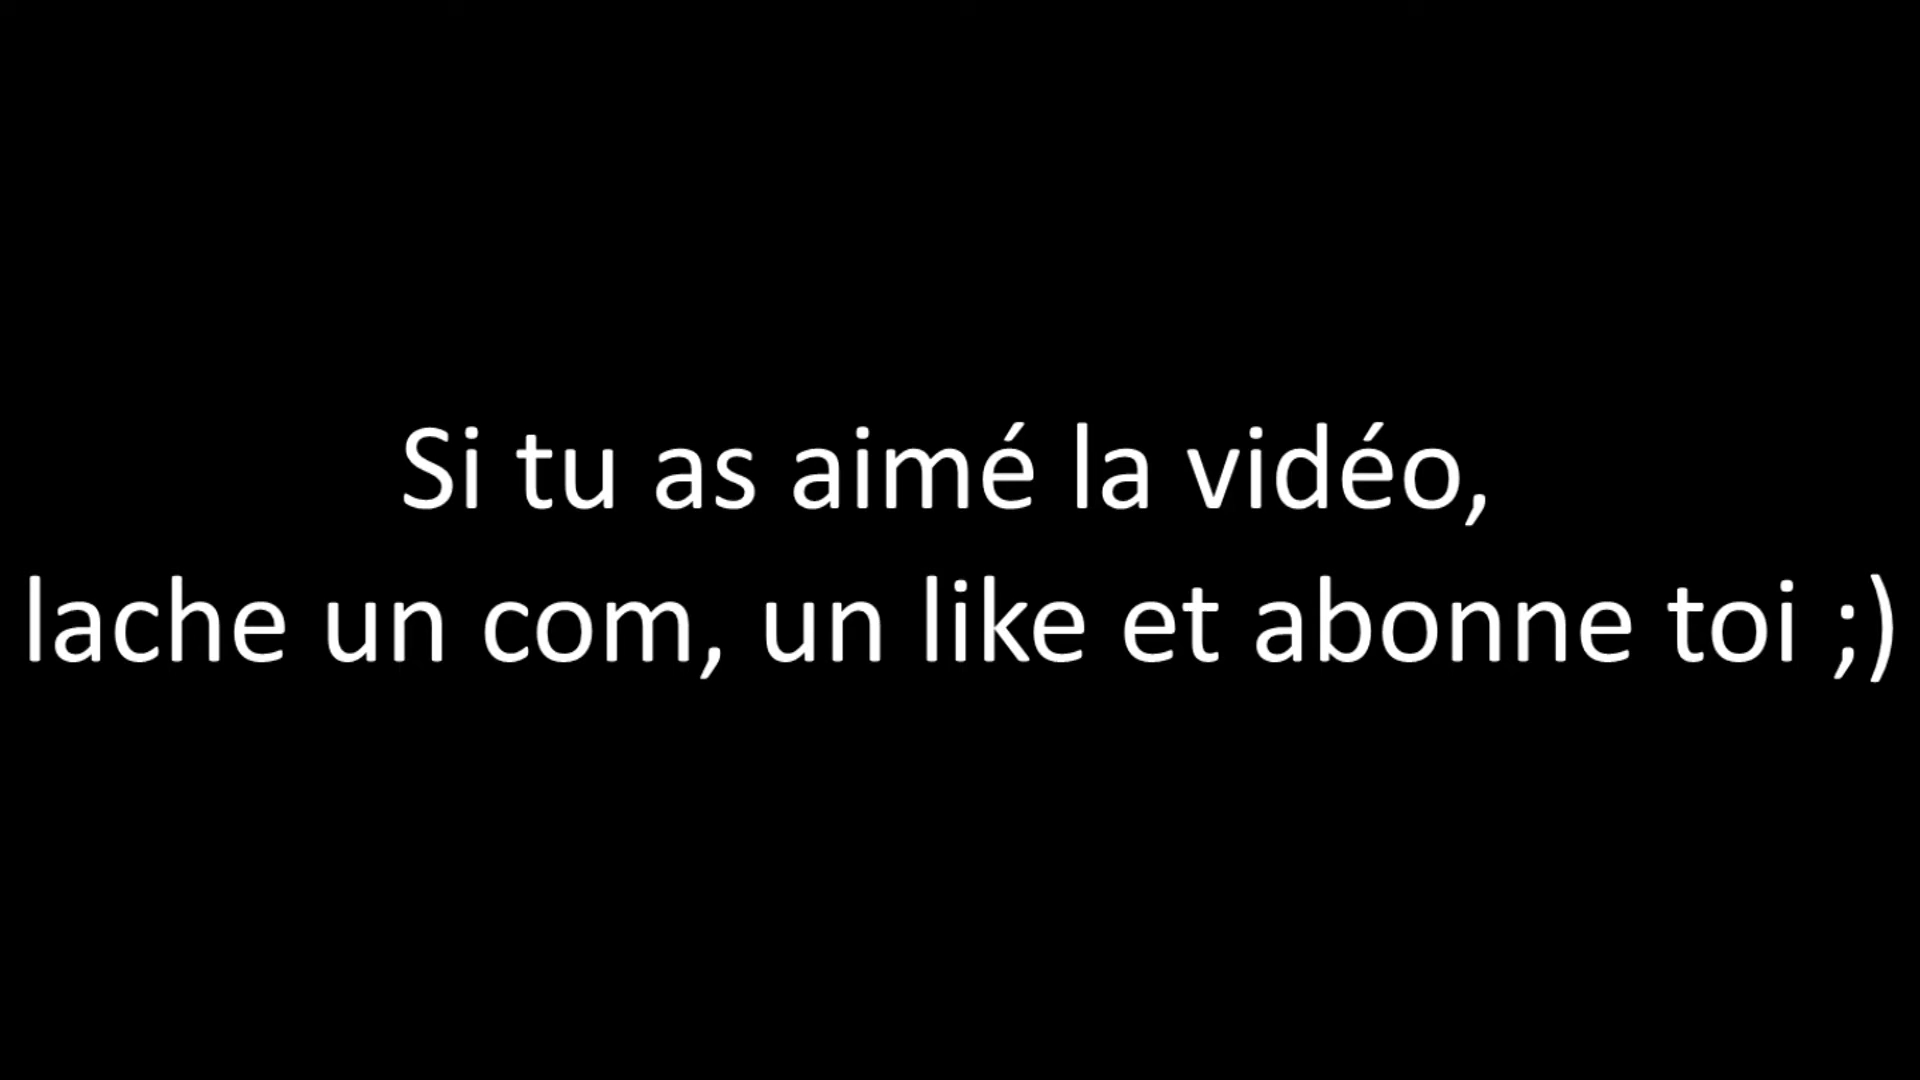 Si tu as aimé la vidéo,
lache un com, un like et abonne toi ;)